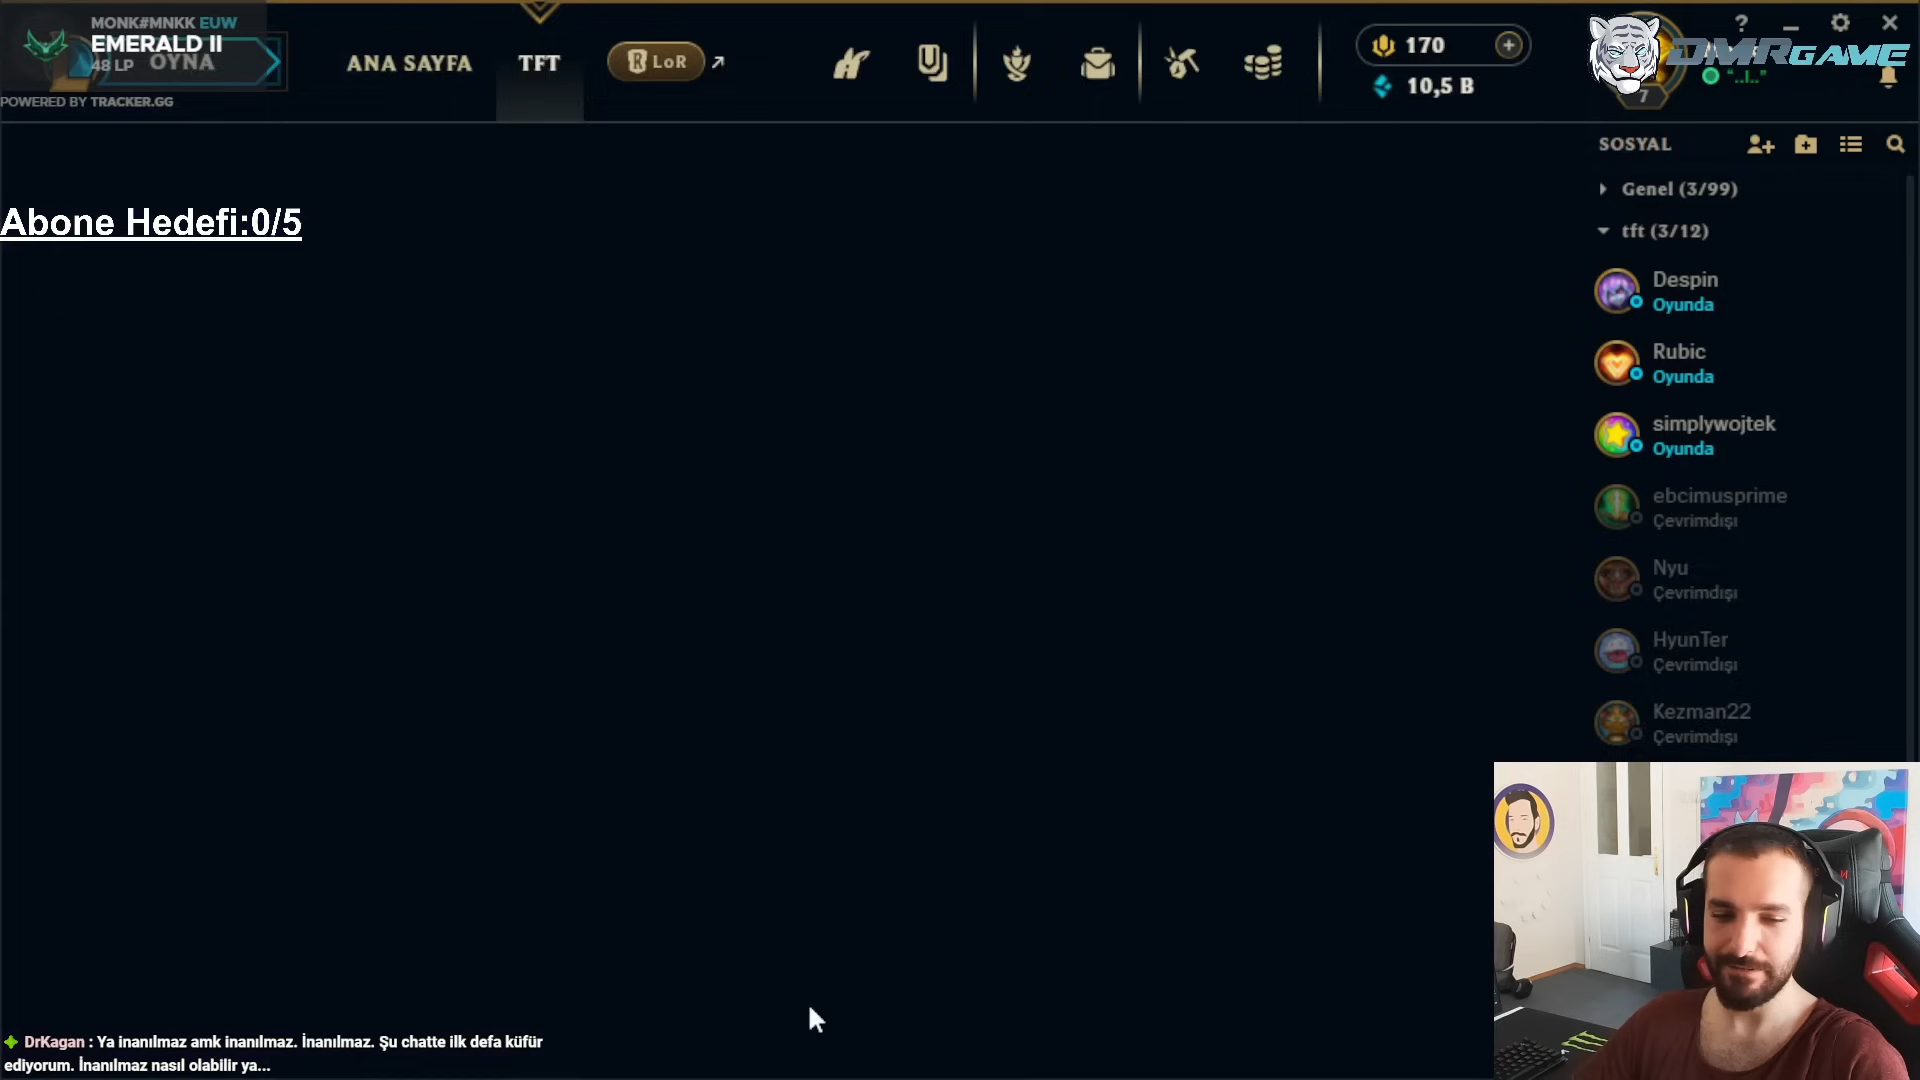 MONK#MNKK EUW
EMERALD II
48 LP
OYNA
POWERED BY TRACKER.GG
ANA SAYFA
TFT
LoR
170
10,5 B
DMRGAME
"..I.."
7
SOSYAL
Genel (3/99)
tft (3/12)
Abone Hedefi:0/5
Despin
Oyunda
Rubic
Oyunda
simplywojtek
Oyunda
ebcimusprime
Çevrimdışı
Nyu
Çevrimdışı
HyunTer
Çevrimdışı
Kezman22
Çevrimdışı
DrKagan : Ya inanılmaz amk inanılmaz. İnanılmaz. Şu chatte ilk defa küfür
ediyorum. İnanılmaz nasıl olabilir ya...